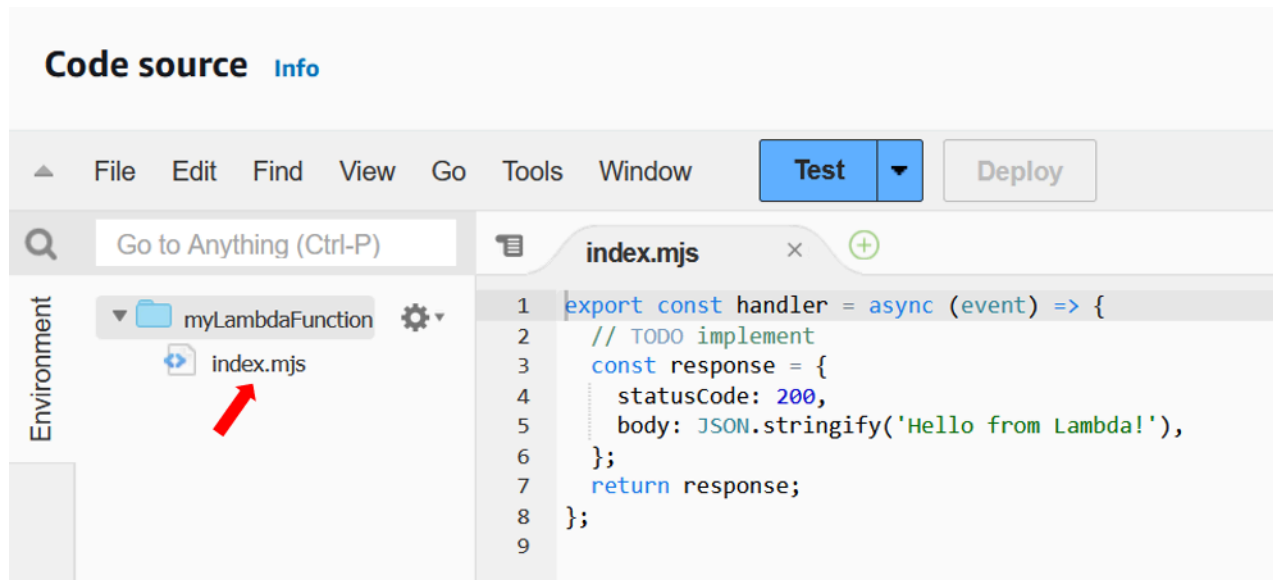 Code source Info
File Edit Find View Go Tools Window Test Deploy
Go to Anything (Ctrl-P)
index.mjs
Environment
myLambdaFunction
index.mjs
1 export const handler = async (event) => {
2 // TODO implement
3 const response = {
4 statusCode: 200,
5 body: JSON.stringify('Hello from Lambda!'),
6 };
7 return response;
8 };
9